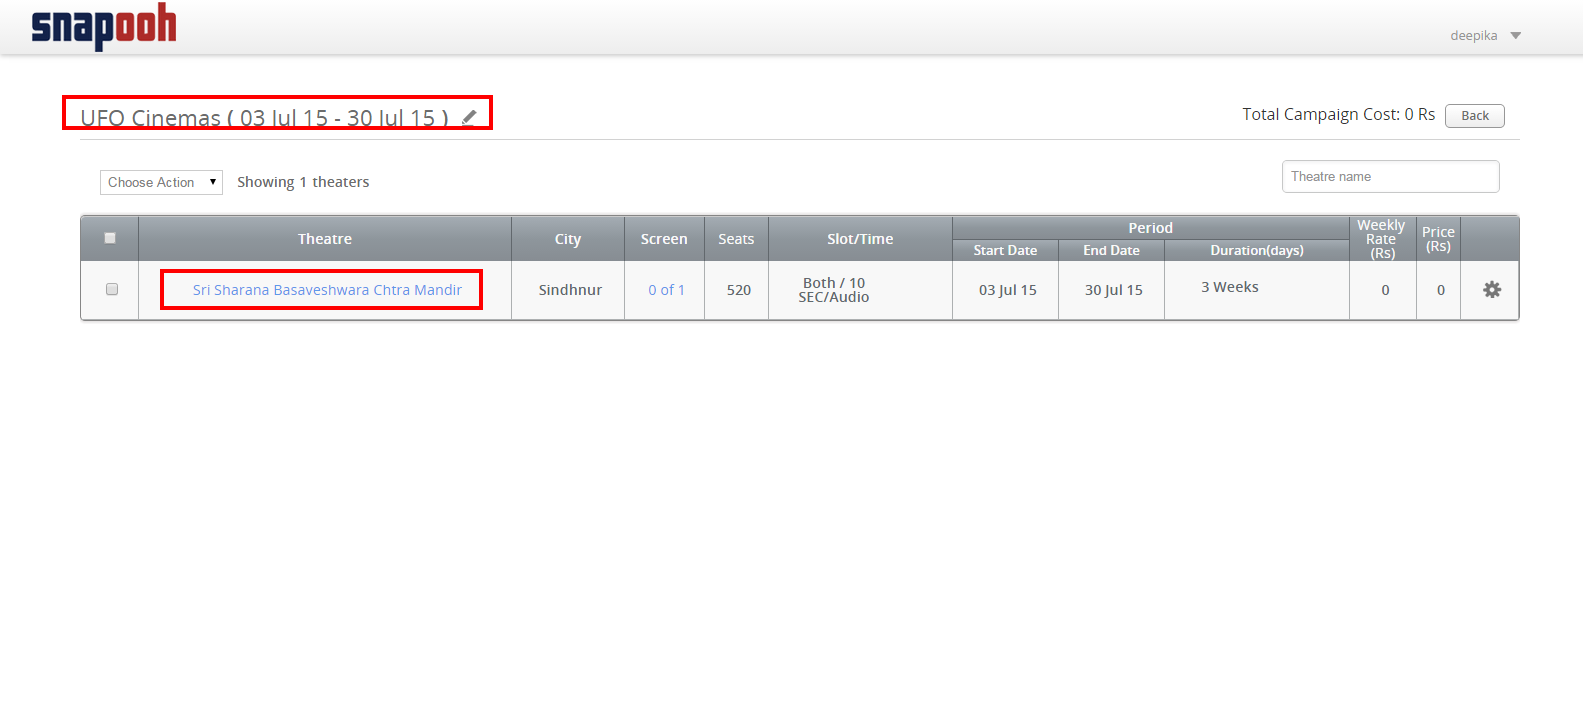 snapooh
deepika
UFO Cinemas ( 03 Jul 15 - 30 Jul 15 )
Total Campaign Cost: 0 Rs
Back
Choose Action
Showing 1 theaters
Theatre name
Theatre
City
Screen
Seats
Slot/Time
Period
Start Date
End Date
Duration(days)
Weekly
Rate
(Rs)
Price
(Rs)
Sri Sharana Basaveshwara Chtra Mandir
Sindhnur
0 of 1
520
Both / 10
SEC/Audio
03 Jul 15
30 Jul 15
3 Weeks
0
0